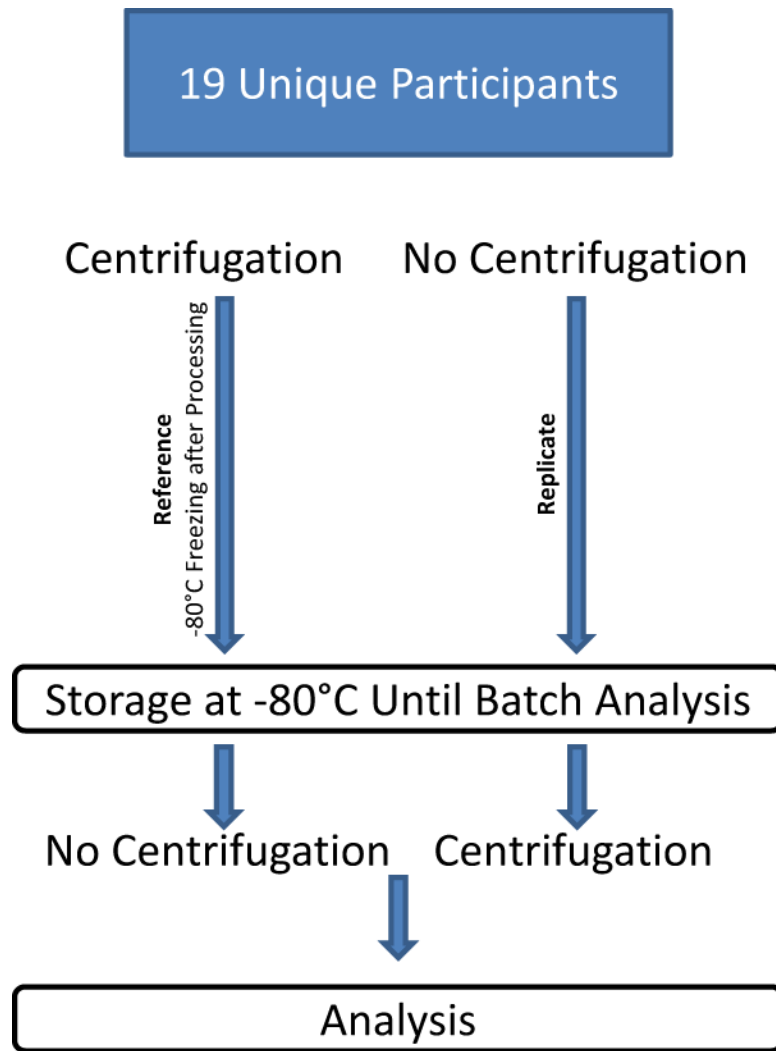 19 Unique Participants
Centrifugation
No Centrifugation
Reference
-80°C Freezing after Processing
Replicate
Storage at -80°C Until Batch Analysis
No Centrifugation
Centrifugation
Analysis